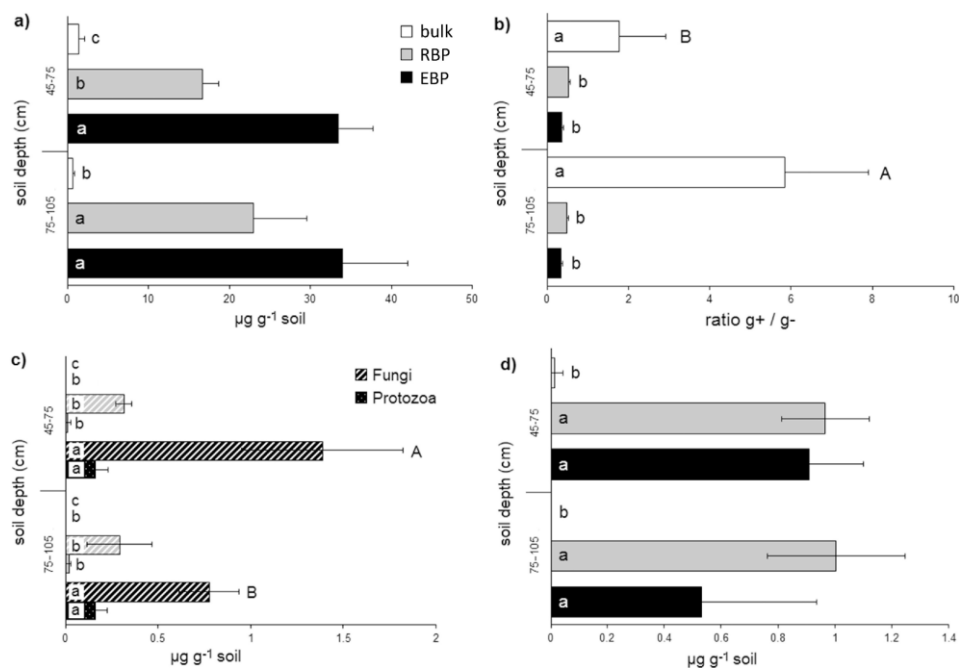 a)
bulk
RBP
EBP
c
b
a
b
a
a
45-75
75-105
soil depth (cm)
0 10 20 30 40 50
µg g⁻¹ soil
b)
a B
b
b
a A
b
b
45-75
75-105
soil depth (cm)
0 2 4 6 8 10
ratio g+ / g-
c)
Fungi
Protozoa
c
b
b
b
a A
a
c
b
b
b
a B
a
45-75
75-105
soil depth (cm)
0 0.5 1 1.5 2
µg g⁻¹ soil
d)
b
a
a
b
a
a
45-75
75-105
soil depth (cm)
0 0.2 0.4 0.6 0.8 1 1.2 1.4
µg g⁻¹ soil